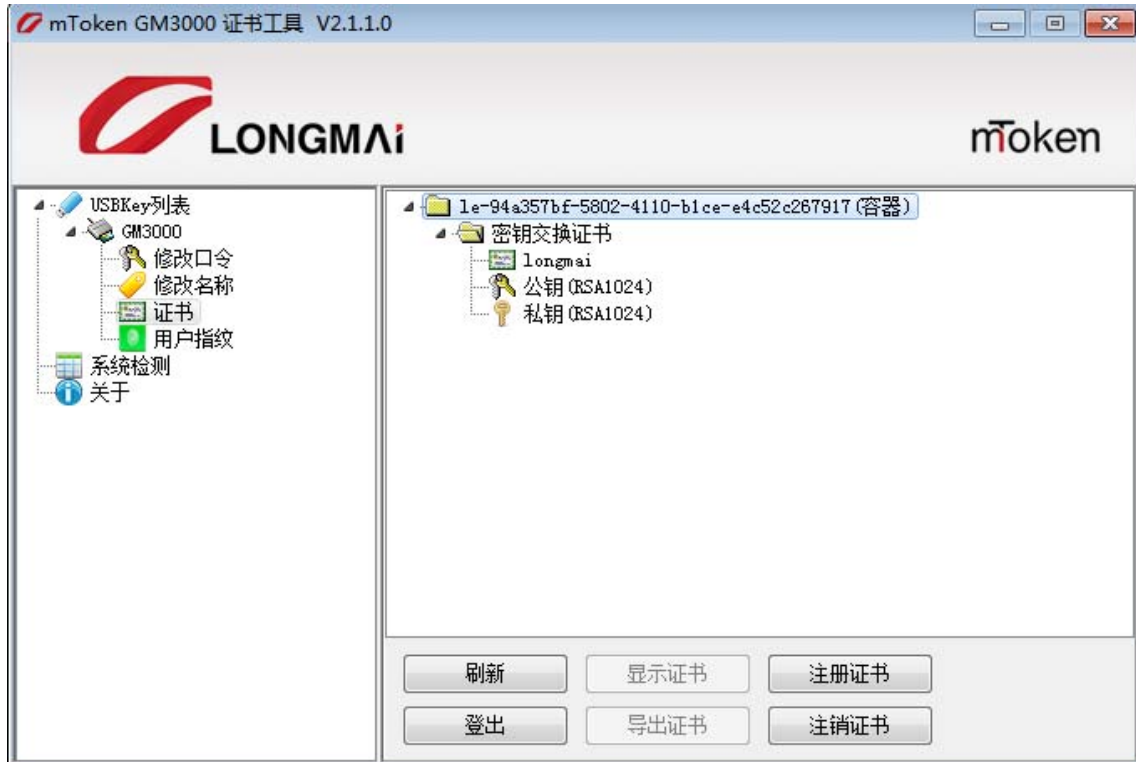 mToken GM3000 证书工具 V2.1.1.0
LONGMAi
mToken
USBKey列表
GM3000
修改口令
修改名称
证书
用户指纹
系统检测
关于
le-94a357bf-5802-4110-b1ce-e4c52c267917(容器)
密钥交换证书
longmai
公钥(RSA1024)
私钥(RSA1024)
刷新
显示证书
注册证书
登出
导出证书
注销证书